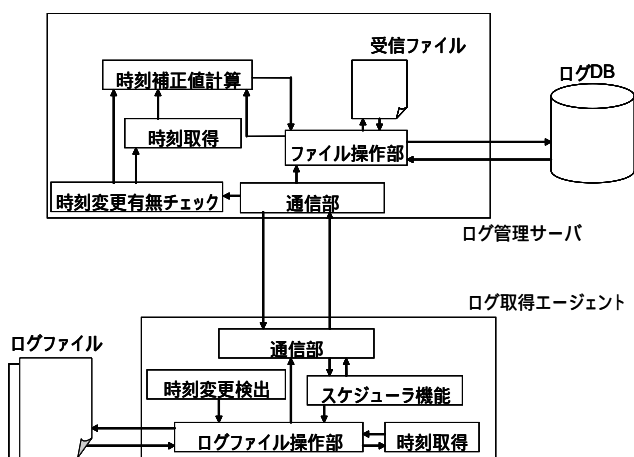 受信ファイル
ログDB
時刻補正値計算
時刻取得
ファイル操作部
時刻変更有無チェック
通信部
ログ管理サーバ
ログ取得エージェント
ログファイル
通信部
時刻変更検出
スケジューラ機能
ログファイル操作部
時刻取得